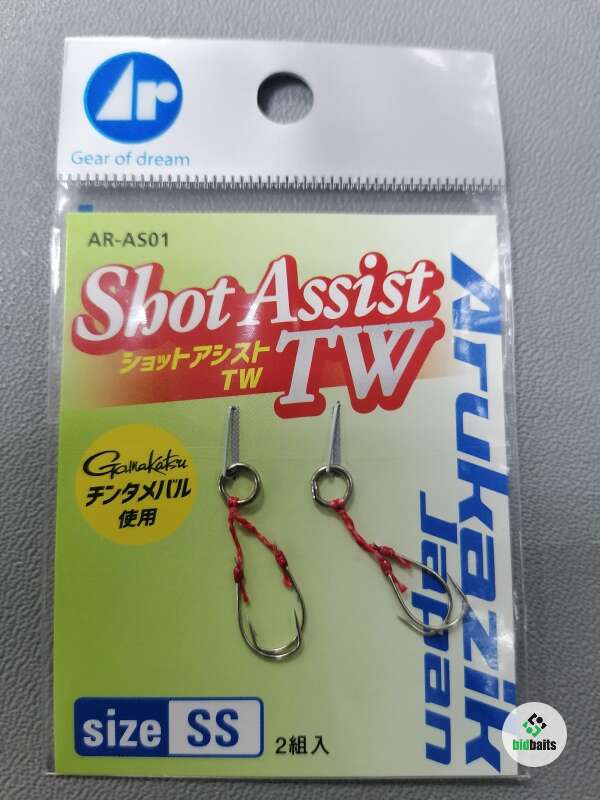 Ar
Gear of dream
AR-AS01
Shot Assist
ショットアシスト
TW
TW
Gamakatsu
チンタメバル
使用
Arukazik
Japan
size SS
2組入
bidbaits